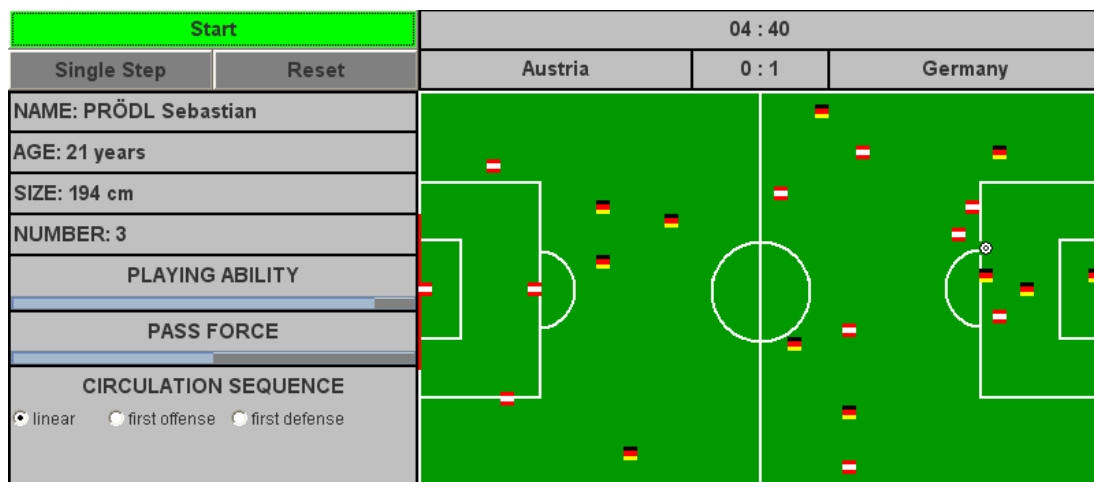 Start
04 : 40
Single Step Reset
Austria 0 : 1 Germany
NAME: PRÖDL Sebastian
AGE: 21 years
SIZE: 194 cm
NUMBER: 3
PLAYING ABILITY
PASS FORCE
CIRCULATION SEQUENCE
linear first offense first defense